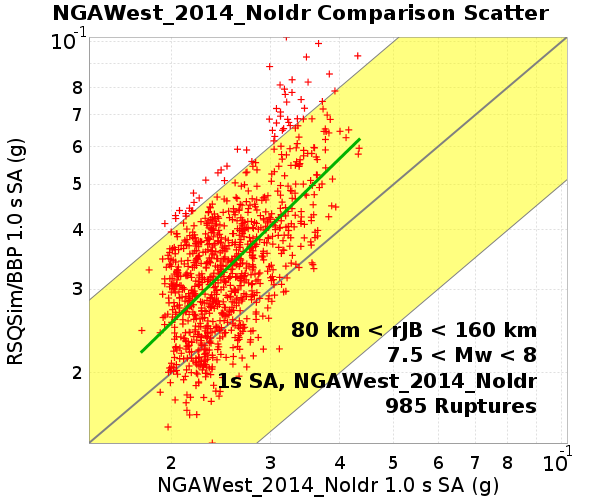 NGAWest_2014_NoIdr Comparison Scatter
10-1
8
7
6
5
4
3
2
RSQSim/BBP 1.0 s SA (g)
80 km < rJB < 160 km
7.5 < Mw < 8
1s SA, NGAWest_2014_NoIdr
985 Ruptures
2 3 4 5 6 7 8 10-1
NGAWest_2014_NoIdr 1.0 s SA (g)